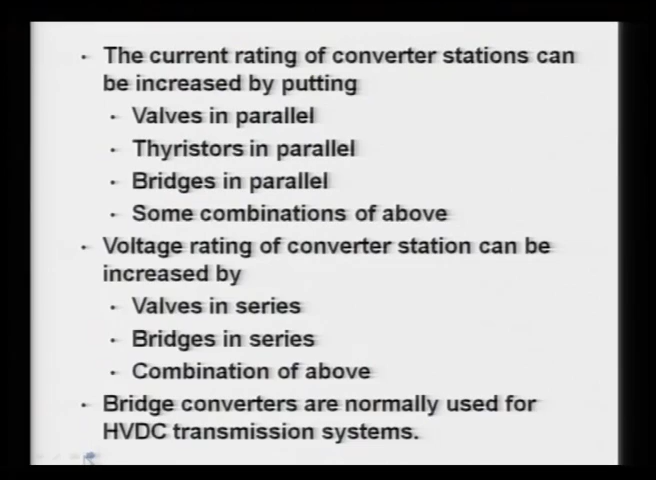 · The current rating of converter stations can
be increased by putting
· Valves in parallel
· Thyristors in parallel
· Bridges in parallel
· Some combinations of above
· Voltage rating of converter station can be
increased by
· Valves in series
· Bridges in series
· Combination of above
· Bridge converters are normally used for
HVDC transmission systems.